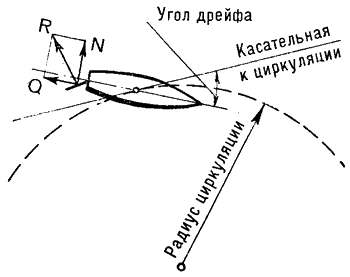 Угол дрейфа
R
N
Касательная
к циркуляции
Q
Радиус циркуляции